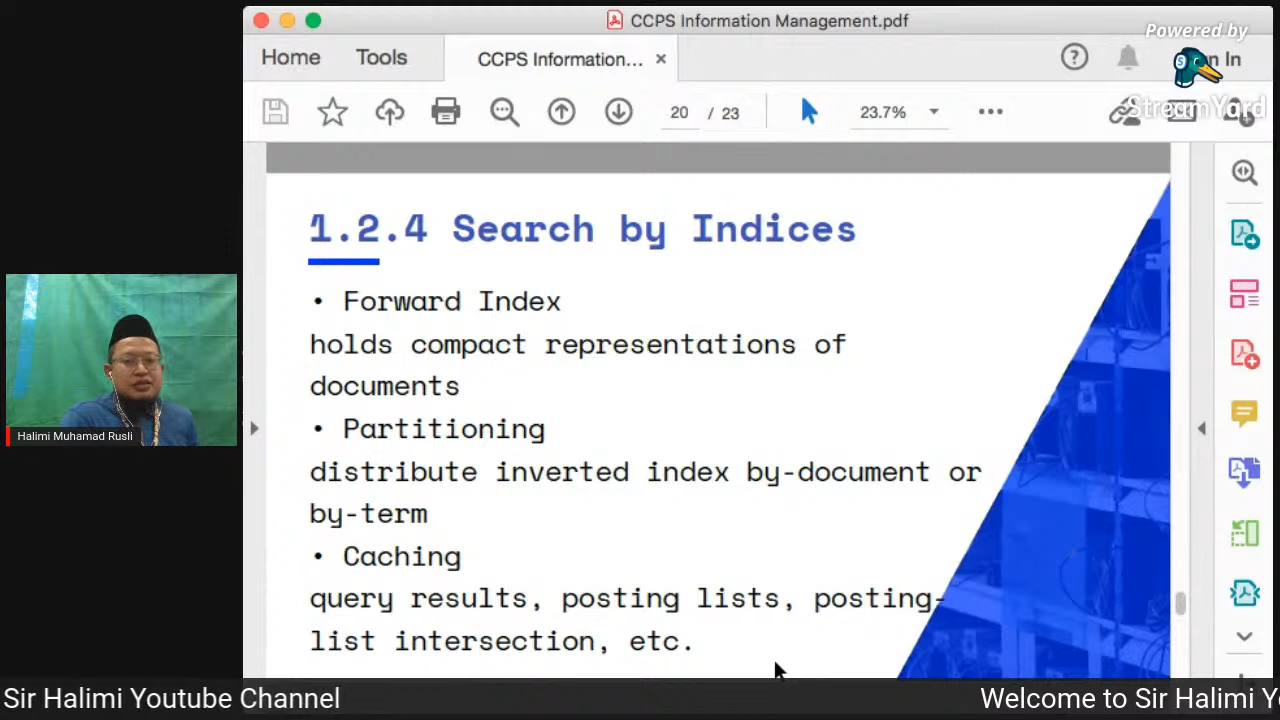 CCPS Information Management.pdf
Powered by
StreamYard
Home
Tools
CCPS Information...
In
20 / 23
23.7%
1.2.4 Search by Indices
• Forward Index
holds compact representations of
documents
• Partitioning
distribute inverted index by-document or
by-term
• Caching
query results, posting lists, posting-
list intersection, etc.
Halimi Muhamad Rusli
Sir Halimi Youtube Channel
Welcome to Sir Halimi